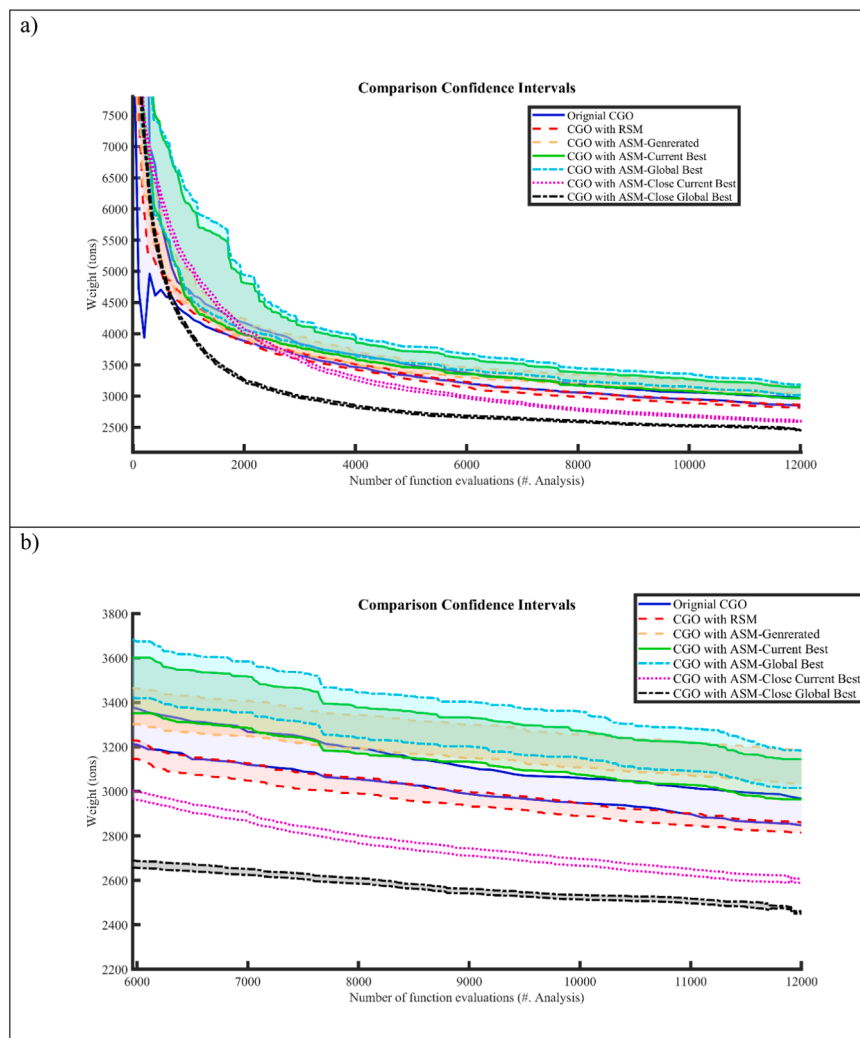 a)
Comparison Confidence Intervals
Orignial CGO
CGO with RSM
CGO with ASM-Genrerated
CGO with ASM-Current Best
CGO with ASM-Global Best
CGO with ASM-Close Current Best
CGO with ASM-Close Global Best
Weight (tons)
7500
7000
6500
6000
5500
5000
4500
4000
3500
3000
2500
0 2000 4000 6000 8000 10000 12000
Number of function evaluations (#. Analysis)
b)
Comparison Confidence Intervals
Orignial CGO
CGO with RSM
CGO with ASM-Genrerated
CGO with ASM-Current Best
CGO with ASM-Global Best
CGO with ASM-Close Current Best
CGO with ASM-Close Global Best
Weight (tons)
3800
3600
3400
3200
3000
2800
2600
2400
2200
6000 7000 8000 9000 10000 11000 12000
Number of function evaluations (#. Analysis)